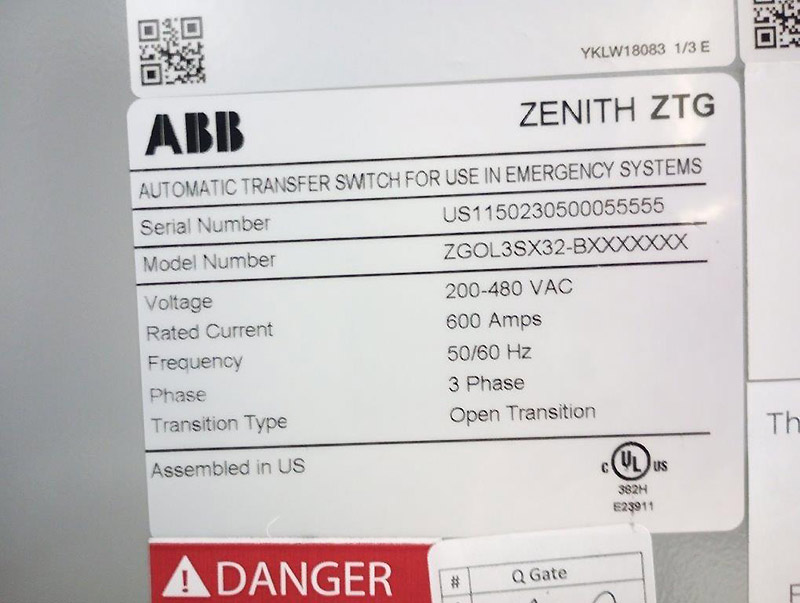 YKLW18083 1/3 E
ABB
ZENITH ZTG
AUTOMATIC TRANSFER SWITCH FOR USE IN EMERGENCY SYSTEMS
Serial Number US1150230500055555
Model Number ZGOL3SX32-BXXXXXXX
Voltage 200-480 VAC
Rated Current 600 Amps
Frequency 50/60 Hz
Phase 3 Phase
Transition Type Open Transition
Assembled in US
C UL US
362H
E23911
DANGER
# Q Gate
Th